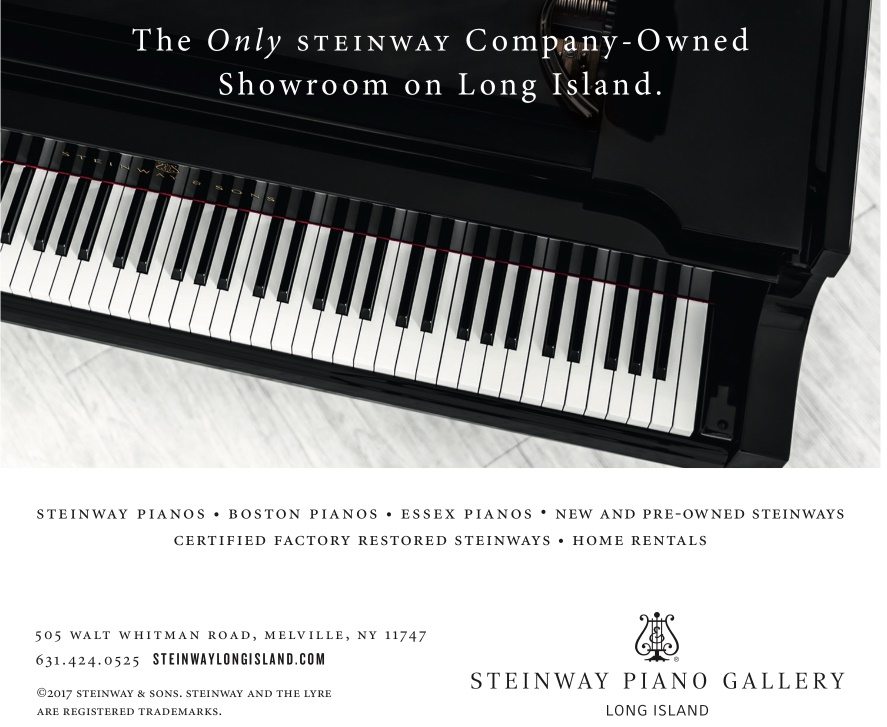 The Only STEINWAY Company-Owned
Showroom on Long Island.
STEINWAY & SONS
STEINWAY PIANOS • BOSTON PIANOS • ESSEX PIANOS • NEW AND PRE-OWNED STEINWAYS
CERTIFIED FACTORY RESTORED STEINWAYS • HOME RENTALS
505 WALT WHITMAN ROAD, MELVILLE, NY 11747
631.424.0525 STEINWAYLONGISLAND.COM
©2017 STEINWAY & SONS. STEINWAY AND THE LYRE
ARE REGISTERED TRADEMARKS.
®
STEINWAY PIANO GALLERY
LONG ISLAND